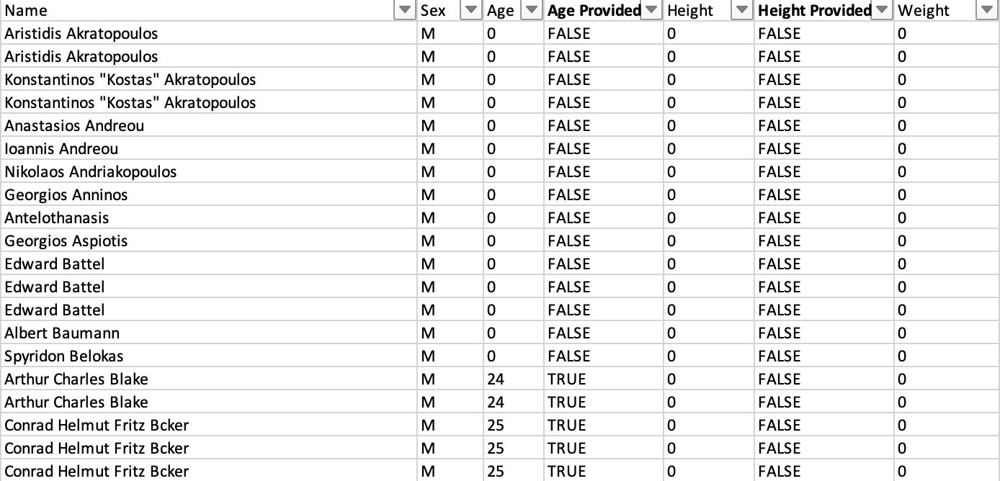 Name Sex Age Age Provided Height Height Provided Weight
Aristidis Akratopoulos M 0 FALSE 0 FALSE 0
Aristidis Akratopoulos M 0 FALSE 0 FALSE 0
Konstantinos "Kostas" Akratopoulos M 0 FALSE 0 FALSE 0
Konstantinos "Kostas" Akratopoulos M 0 FALSE 0 FALSE 0
Anastasios Andreou M 0 FALSE 0 FALSE 0
Ioannis Andreou M 0 FALSE 0 FALSE 0
Nikolaos Andriakopoulos M 0 FALSE 0 FALSE 0
Georgios Anninos M 0 FALSE 0 FALSE 0
Antelothanasis M 0 FALSE 0 FALSE 0
Georgios Aspiotis M 0 FALSE 0 FALSE 0
Edward Battel M 0 FALSE 0 FALSE 0
Edward Battel M 0 FALSE 0 FALSE 0
Edward Battel M 0 FALSE 0 FALSE 0
Albert Baumann M 0 FALSE 0 FALSE 0
Spyridon Belokas M 0 FALSE 0 FALSE 0
Arthur Charles Blake M 24 TRUE 0 FALSE 0
Arthur Charles Blake M 24 TRUE 0 FALSE 0
Conrad Helmut Fritz Bcker M 25 TRUE 0 FALSE 0
Conrad Helmut Fritz Bcker M 25 TRUE 0 FALSE 0
Conrad Helmut Fritz Bcker M 25 TRUE 0 FALSE 0